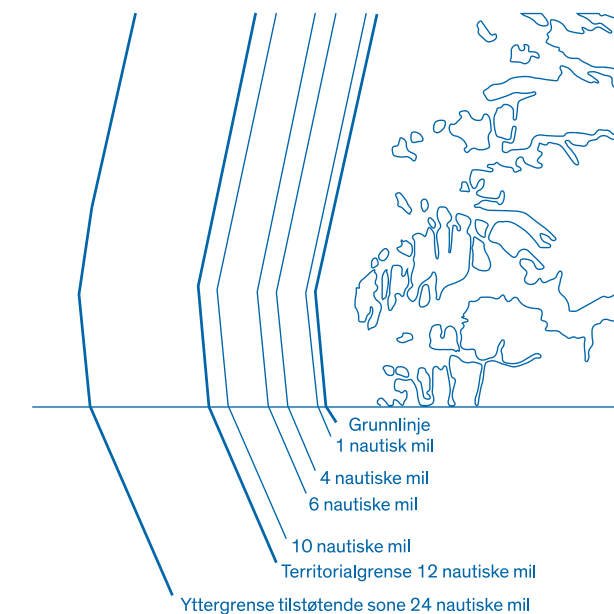 Grunnlinje
1 nautisk mil
4 nautiske mil
6 nautiske mil
10 nautiske mil
Territorialgrense 12 nautiske mil
Yttergrense tilstøtende sone 24 nautiske mil